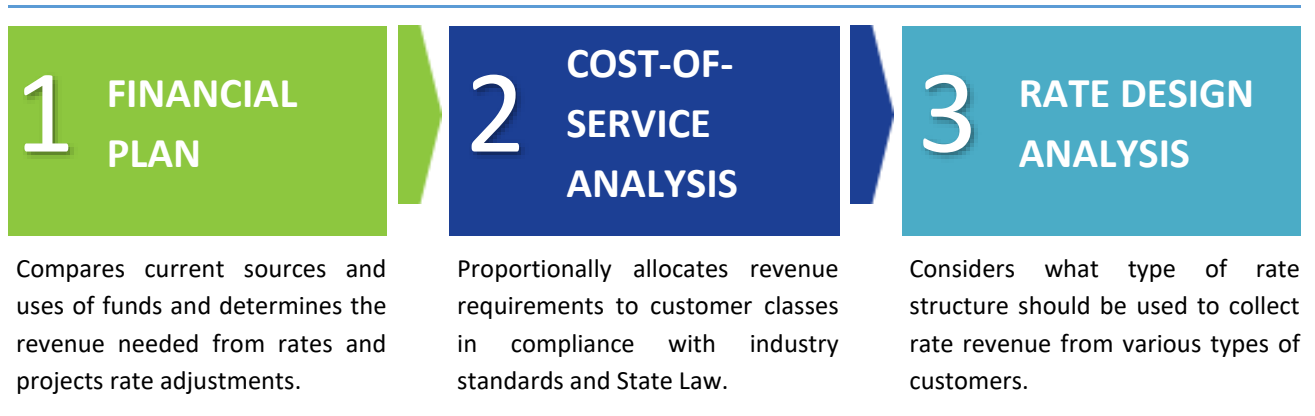 1
FINANCIAL
PLAN
Compares current sources and
uses of funds and determines the
revenue needed from rates and
projects rate adjustments.
2
COST-OF-
SERVICE
ANALYSIS
Proportionally allocates revenue
requirements to customer classes
in compliance with industry
standards and State Law.
3
RATE DESIGN
ANALYSIS
Considers what type of rate
structure should be used to collect
rate revenue from various types of
customers.